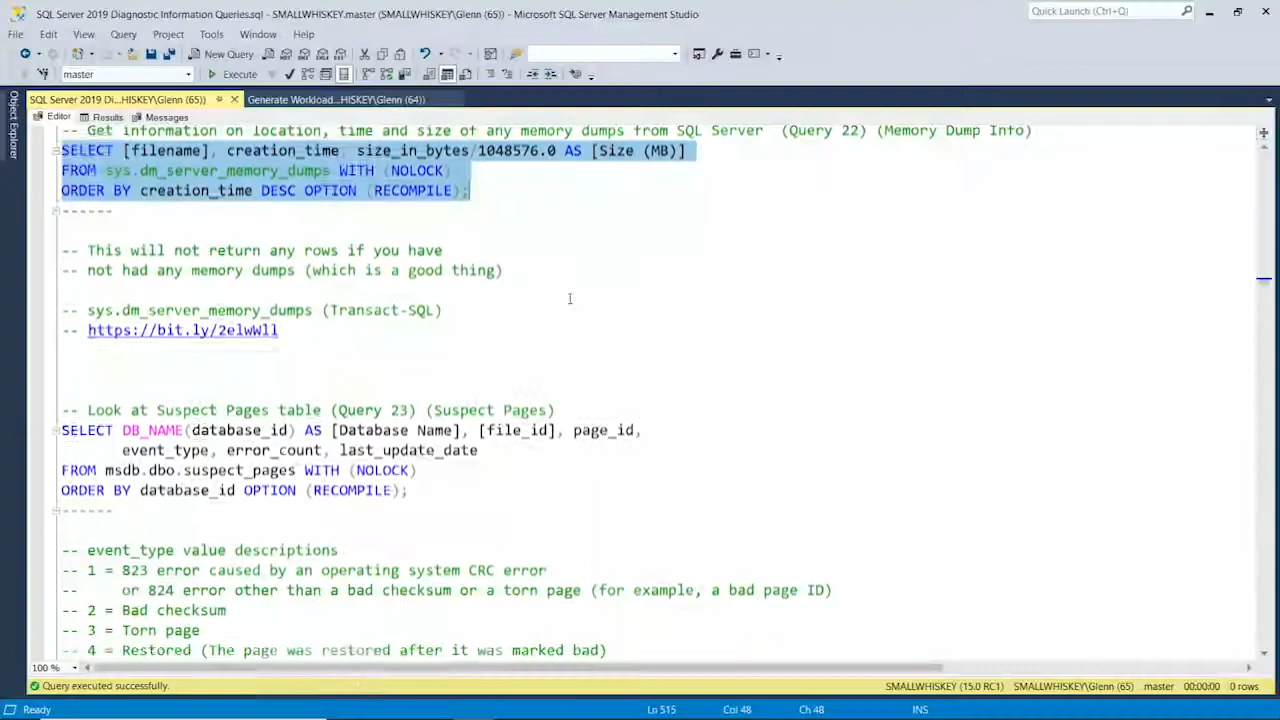 SQL Server 2019 Diagnostic Information Queries.sql - SMALLWHISKEY.master (SMALLWHISKEY\Glenn (65)) - Microsoft SQL Server Management Studio
Quick Launch (Ctrl+Q)
File Edit View Query Project Tools Window Help
New Query
master
Execute
SQL Server 2019 Di...HISKEY\Glenn (65))
Generate Workload...HISKEY\Glenn (64))
Object Explorer
Editor Results Messages
-- Get information on location, time and size of any memory dumps from SQL Server (Query 22) (Memory Dump Info)
SELECT [filename], creation_time, size_in_bytes/1048576.0 AS [Size (MB)]
FROM sys.dm_server_memory_dumps WITH (NOLOCK)
ORDER BY creation_time DESC OPTION (RECOMPILE);
------
-- This will not return any rows if you have
-- not had any memory dumps (which is a good thing)
-- sys.dm_server_memory_dumps (Transact-SQL)
-- https://bit.ly/2elwWll
-- Look at Suspect Pages table (Query 23) (Suspect Pages)
SELECT DB_NAME(database_id) AS [Database Name], [file_id], page_id,
event_type, error_count, last_update_date
FROM msdb.dbo.suspect_pages WITH (NOLOCK)
ORDER BY database_id OPTION (RECOMPILE);
------
-- event_type value descriptions
-- 1 = 823 error caused by an operating system CRC error
-- or 824 error other than a bad checksum or a torn page (for example, a bad page ID)
-- 2 = Bad checksum
-- 3 = Torn page
-- 4 = Restored (The page was restored after it was marked bad)
100 %
Query executed successfully.
SMALLWHISKEY (15.0 RC1) SMALLWHISKEY\Glenn (65) master 00:00:00 0 rows
Ready
Ln 515 Col 48 Ch 48 INS